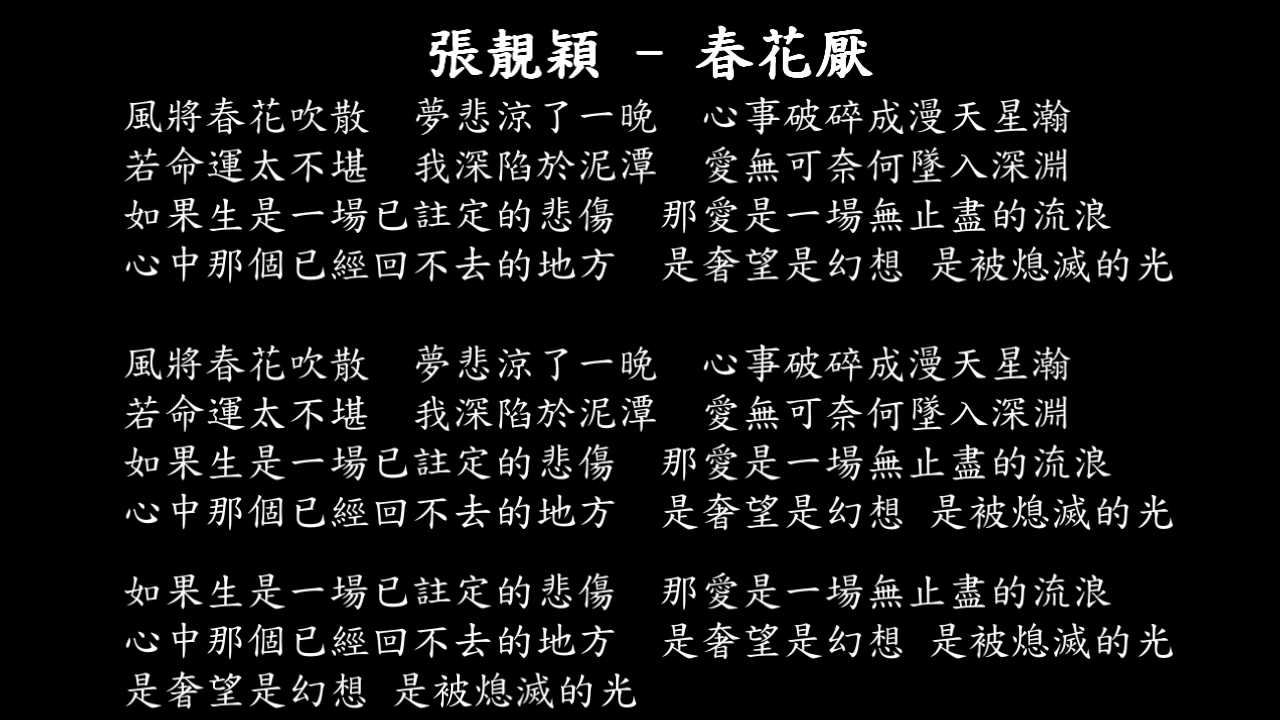 張靚穎 - 春花厭
風將春花吹散 夢悲涼了一晚 心事破碎成漫天星瀚
若命運太不堪 我深陷於泥潭 愛無可奈何墜入深淵
如果生是一場已註定的悲傷 那愛是一場無止盡的流浪
心中那個已經回不去的地方 是奢望是幻想 是被熄滅的光
風將春花吹散 夢悲涼了一晚 心事破碎成漫天星瀚
若命運太不堪 我深陷於泥潭 愛無可奈何墜入深淵
如果生是一場已註定的悲傷 那愛是一場無止盡的流浪
心中那個已經回不去的地方 是奢望是幻想 是被熄滅的光
如果生是一場已註定的悲傷 那愛是一場無止盡的流浪
心中那個已經回不去的地方 是奢望是幻想 是被熄滅的光
是奢望是幻想 是被熄滅的光